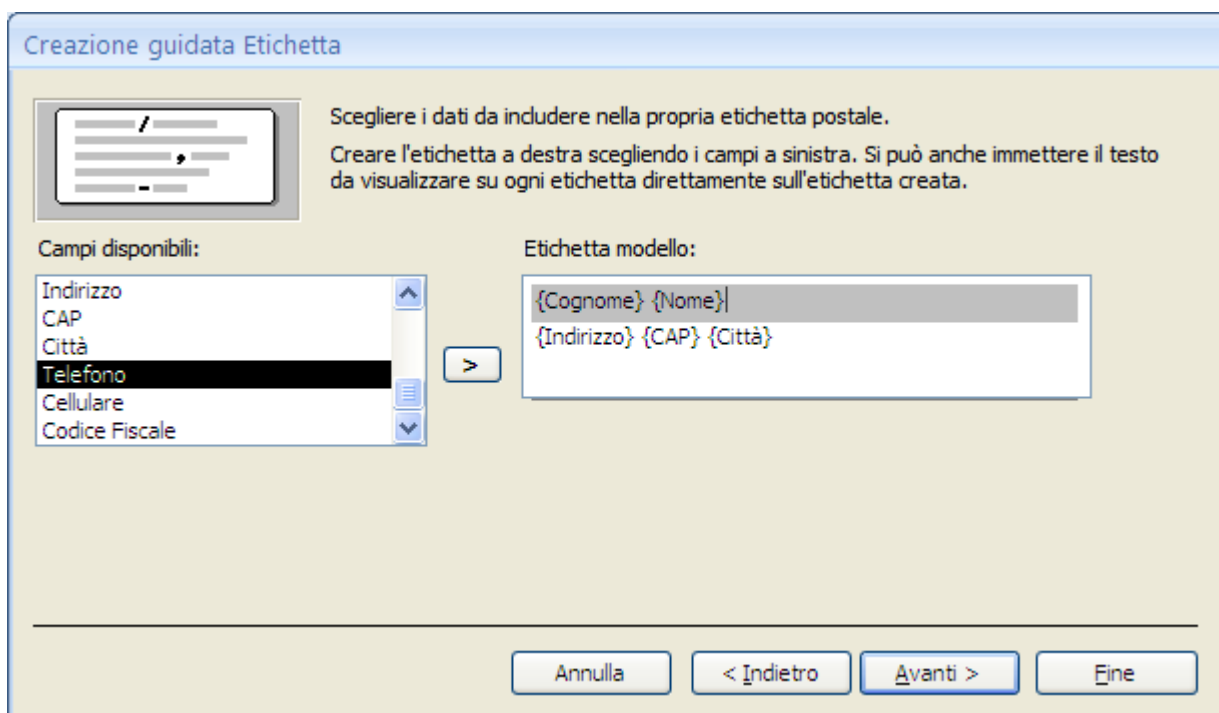 Creazione guidata Etichetta
Scegliere i dati da includere nella propria etichetta postale.
Creare l'etichetta a destra scegliendo i campi a sinistra. Si può anche immettere il testo
da visualizzare su ogni etichetta direttamente sull'etichetta creata.
Campi disponibili:
Etichetta modello:
Indirizzo
CAP
Città
Telefono
Cellulare
Codice Fiscale
>
{Cognome} {Nome}
{Indirizzo} {CAP} {Città}
Annulla
< Indietro
Avanti >
Fine